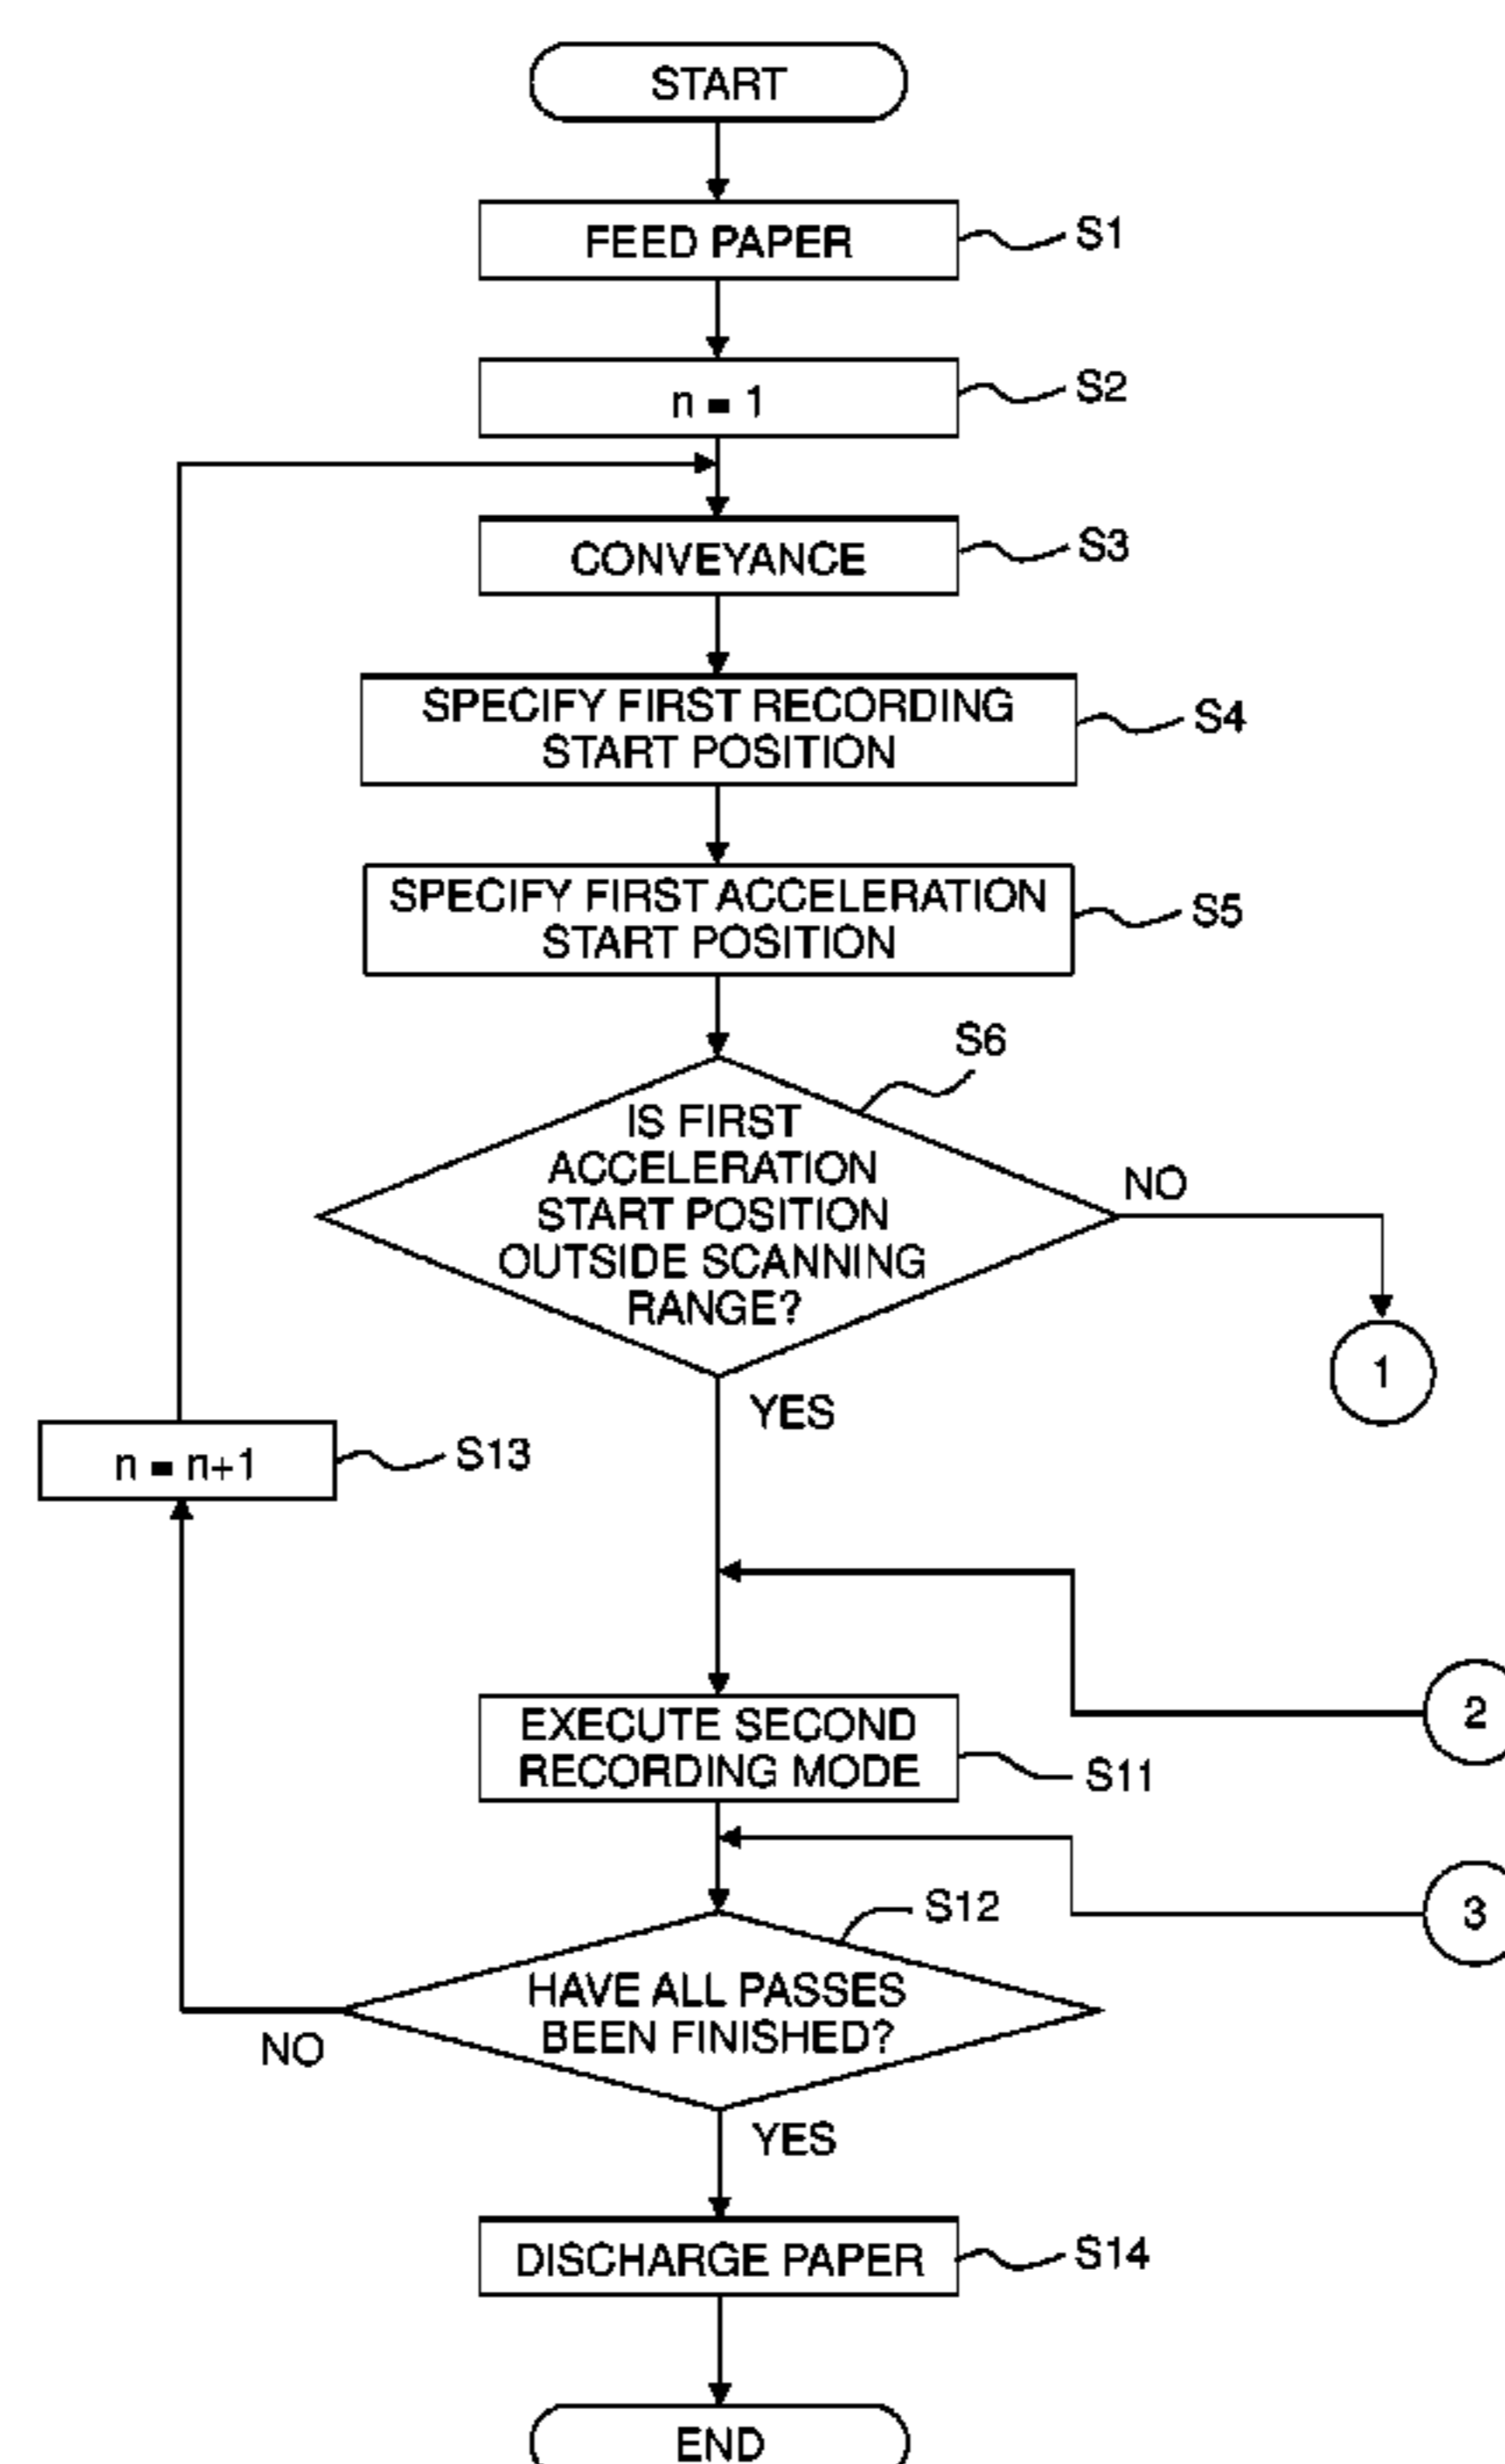 START
FEED PAPER
S1
n = 1
S2
CONVEYANCE
S3
SPECIFY FIRST RECORDING
START POSITION
S4
SPECIFY FIRST ACCELERATION
START POSITION
S5
S6
IS FIRST
ACCELERATION
START POSITION
OUTSIDE SCANNING
RANGE?
NO
1
YES
n = n+1
S13
2
EXECUTE SECOND
RECORDING MODE
S11
3
S12
HAVE ALL PASSES
BEEN FINISHED?
NO
YES
DISCHARGE PAPER
S14
END